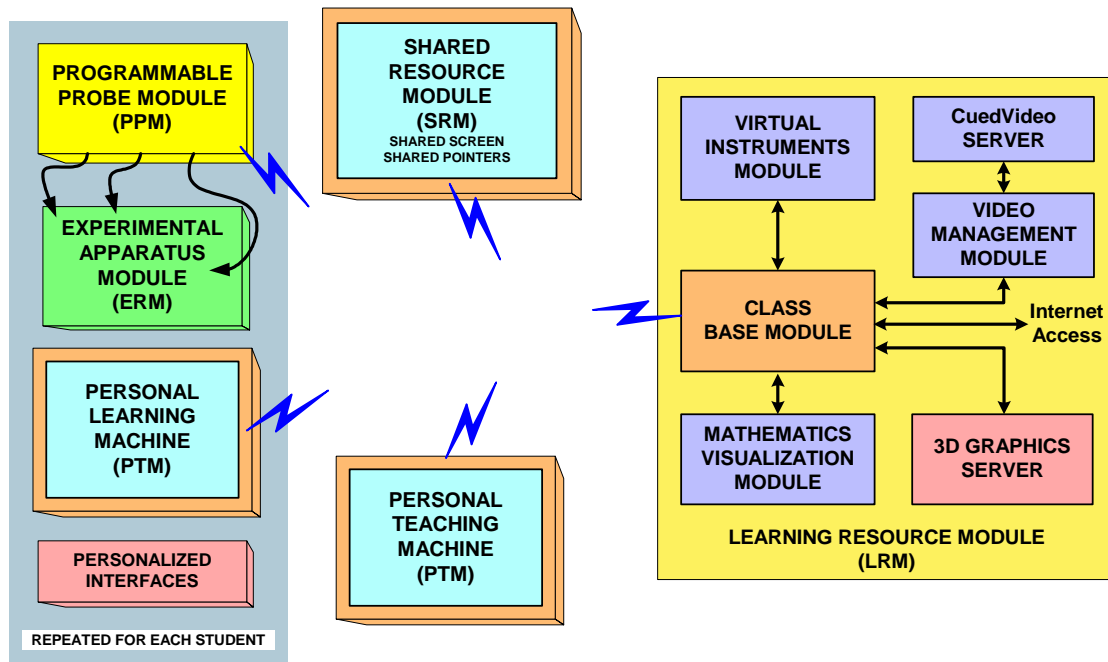 PROGRAMMABLE
PROBE MODULE
(PPM)
EXPERIMENTAL
APPARATUS
MODULE
(ERM)
PERSONAL
LEARNING
MACHINE
(PTM)
PERSONALIZED
INTERFACES
REPEATED FOR EACH STUDENT
SHARED
RESOURCE
MODULE
(SRM)
SHARED SCREEN
SHARED POINTERS
PERSONAL
TEACHING
MACHINE
(PTM)
VIRTUAL
INSTRUMENTS
MODULE
CuedVideo
SERVER
VIDEO
MANAGEMENT
MODULE
CLASS
BASE MODULE
Internet
Access
MATHEMATICS
VISUALIZATION
MODULE
3D GRAPHICS
SERVER
LEARNING RESOURCE MODULE
(LRM)